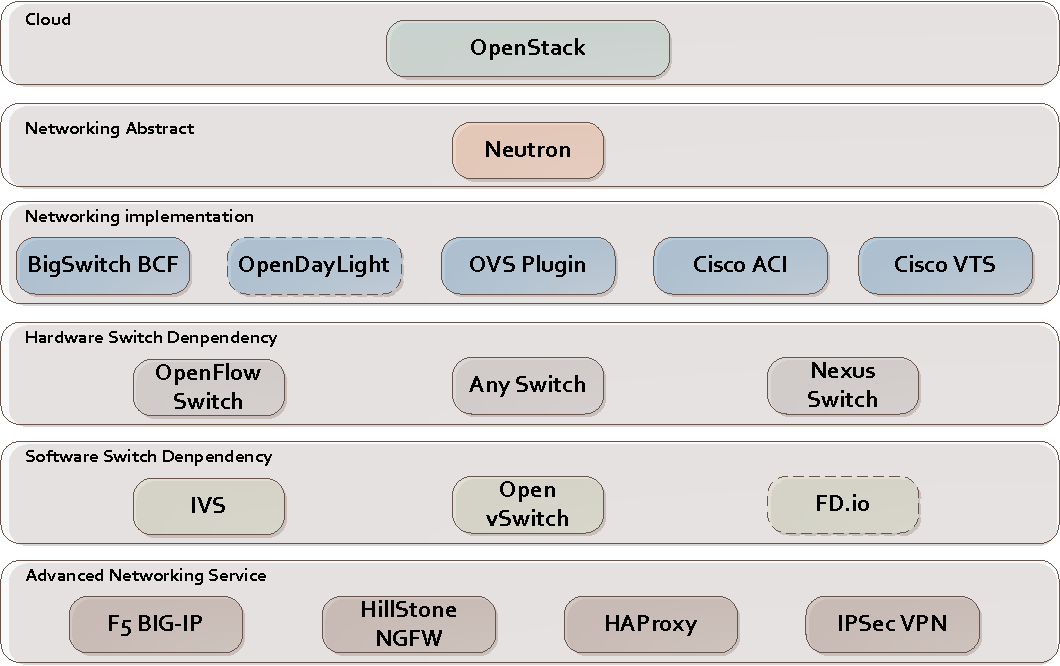 Cloud
OpenStack
Networking Abstract
Neutron
Networking implementation
BigSwitch BCF
OpenDayLight
OVS Plugin
Cisco ACI
Cisco VTS
Hardware Switch Denpendency
OpenFlow
Switch
Any Switch
Nexus
Switch
Software Switch Denpendency
IVS
Open
vSwitch
FD.io
Advanced Networking Service
F5 BIG-IP
HillStone
NGFW
HAProxy
IPSec VPN